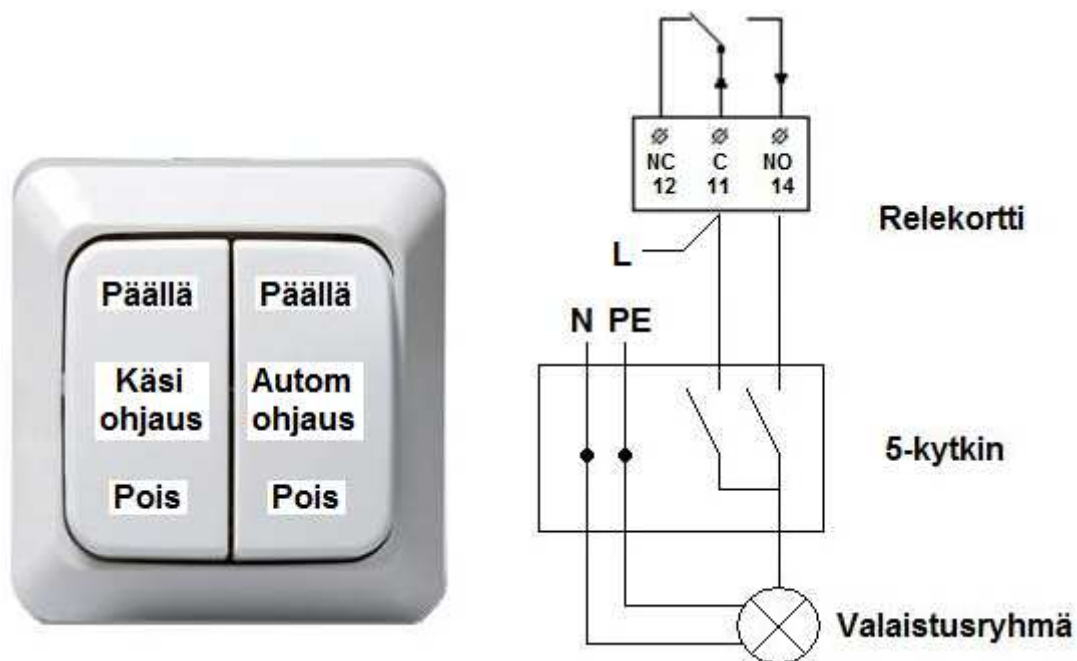 Päällä
Päällä
Käsi
ohjaus
Autom
ohjaus
Pois
Pois
NC
C
NO
12
11
14
Relekortti
L
N PE
5-kytkin
Valaistusryhmä